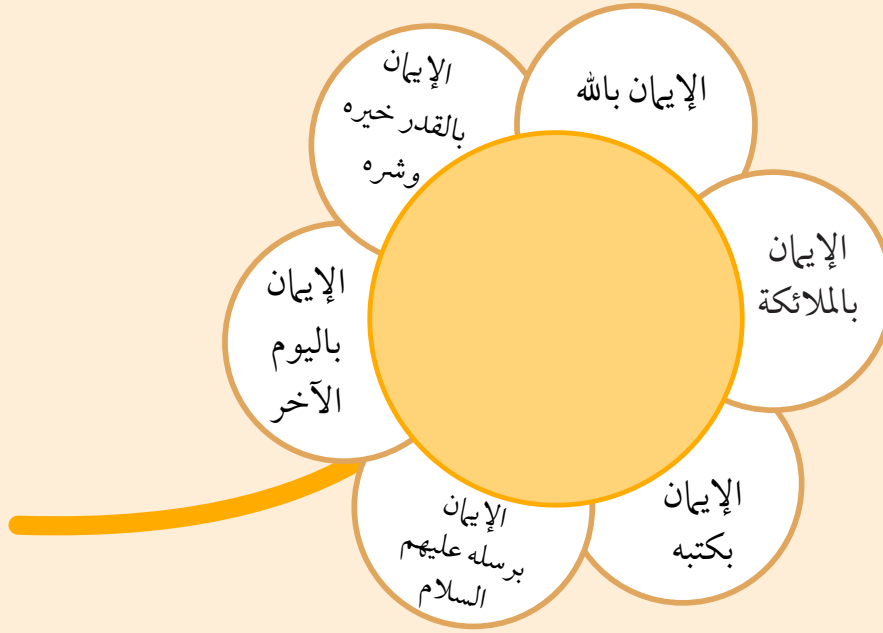 الإيمان بالله
الإيمان
بالملائكة
الإيمان
بكتبه
الإيمان
برسله عليهم
السلام
الإيمان
باليوم
الآخر
الإيمان
بالقدر خيره
وشره